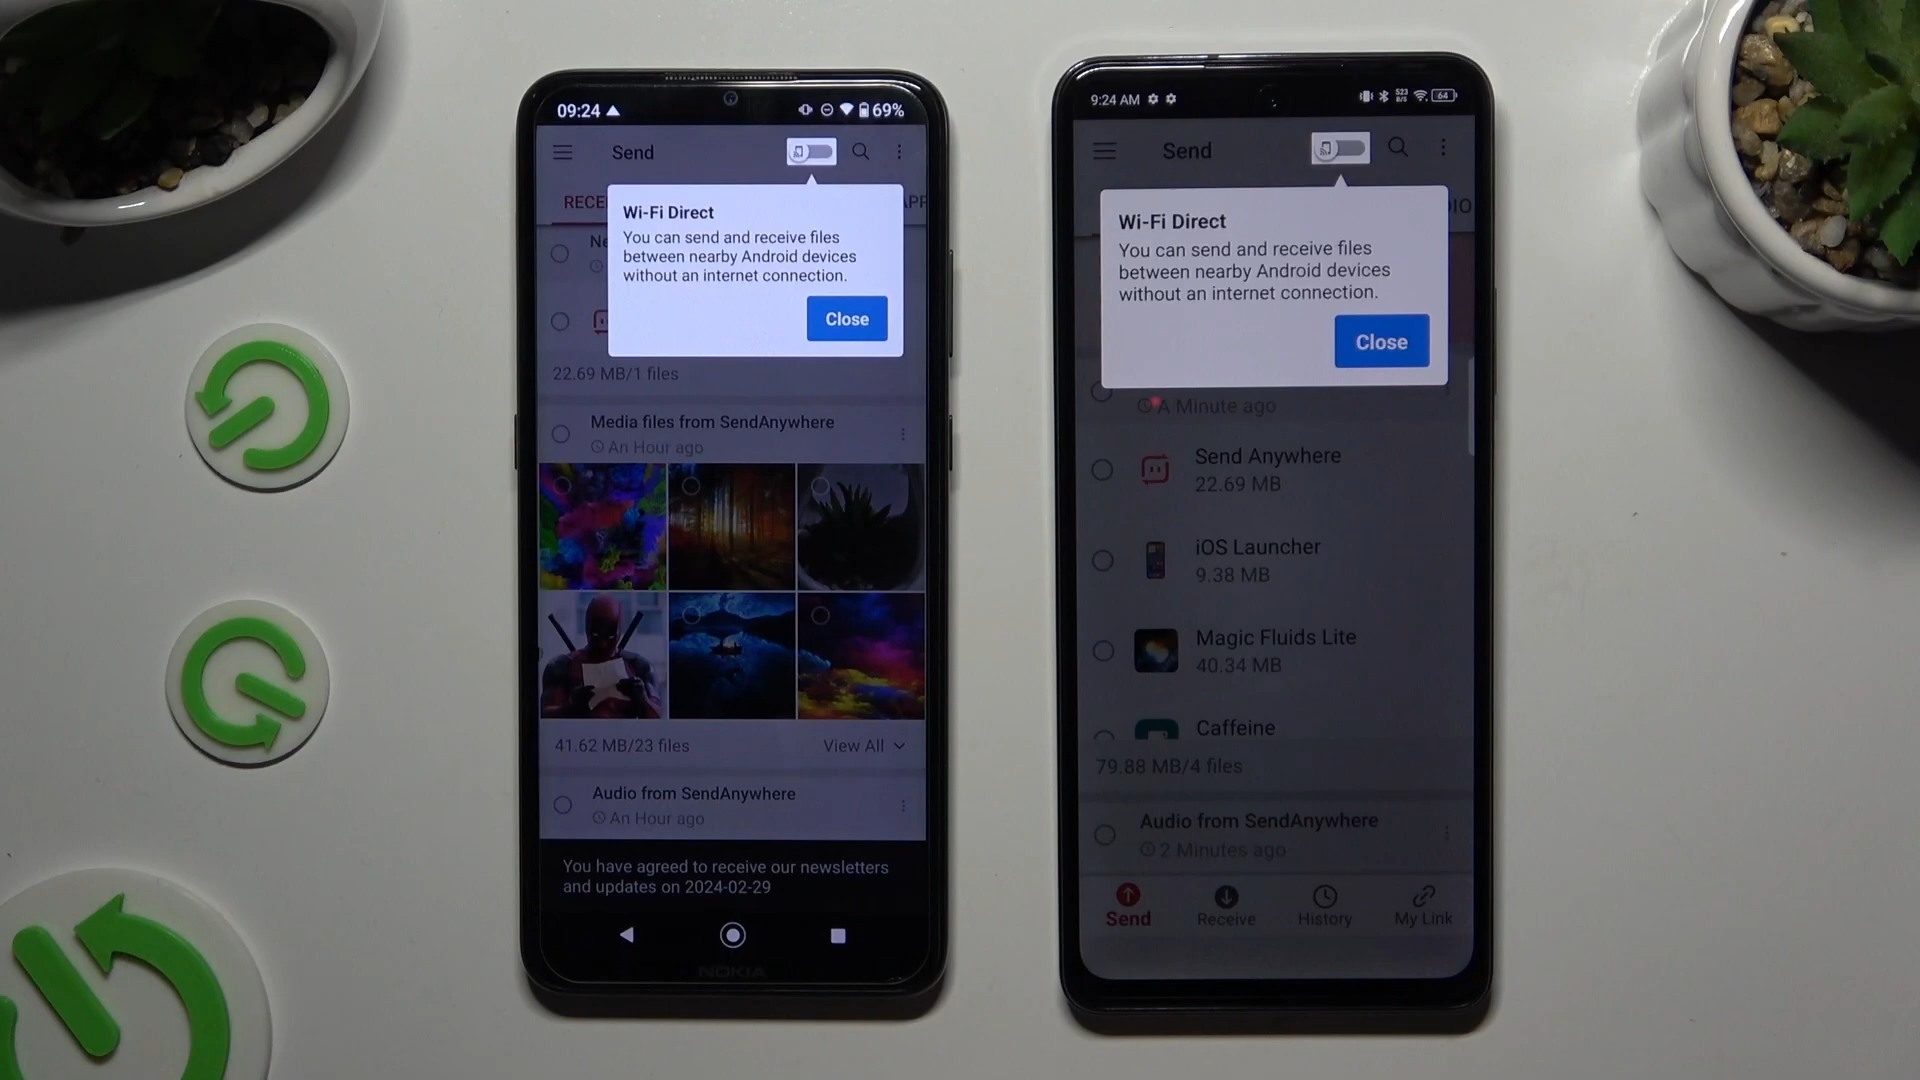 09:24
69%
Send
RECE
APP
Wi-Fi Direct
You can send and receive files
between nearby Android devices
without an internet connection.
Close
Ne
22.69 MB/1 files
Media files from SendAnywhere
An Hour ago
41.62 MB/23 files
View All
Audio from SendAnywhere
An Hour ago
You have agreed to receive our newsletters
and updates on 2024-02-29
NOKIA
9:24 AM
523
B/S
64
Send
DIO
Wi-Fi Direct
You can send and receive files
between nearby Android devices
without an internet connection.
Close
A Minute ago
Send Anywhere
22.69 MB
iOS Launcher
9.38 MB
Magic Fluids Lite
40.34 MB
Caffeine
79.88 MB/4 files
Audio from SendAnywhere
2 Minutes ago
Send
Receive
History
My Link